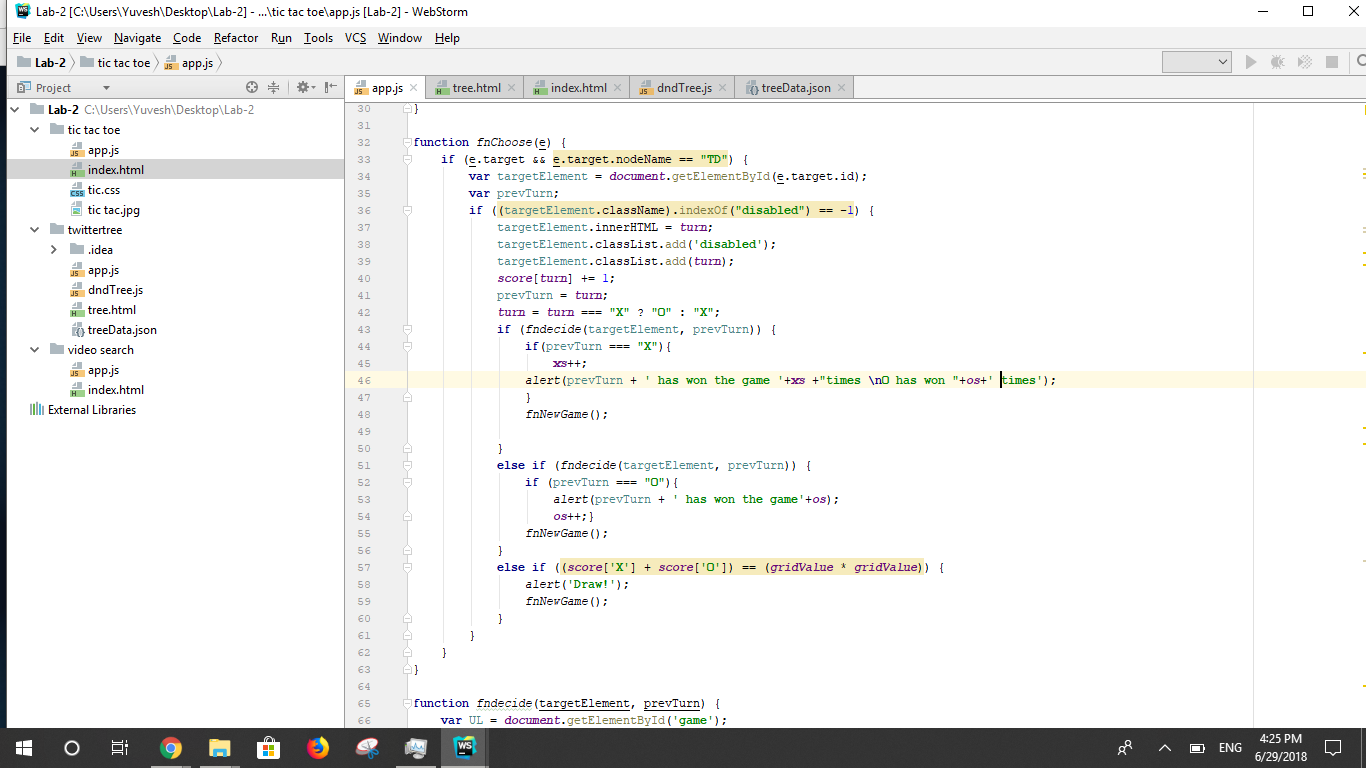 Lab-2 [C:\Users\Yuvesh\Desktop\Lab-2] - ...\tic tac toe\app.js [Lab-2] - WebStorm
File Edit View Navigate Code Refactor Run Tools VCS Window Help
Lab-2 tic tac toe app.js
Project
app.js tree.html index.html dndTree.js treeData.json
Lab-2 C:\Users\Yuvesh\Desktop\Lab-2
tic tac toe
app.js
index.html
tic.css
tic tac.jpg
twittertree
.idea
app.js
dndTree.js
tree.html
treeData.json
video search
app.js
index.html
External Libraries
30 }
31
32 function fnChoose(e) {
33 if (e.target && e.target.nodeName == "TD") {
34 var targetElement = document.getElementById(e.target.id);
35 var prevTurn;
36 if ((targetElement.className).indexOf("disabled") == -1) {
37 targetElement.innerHTML = turn;
38 targetElement.classList.add('disabled');
39 targetElement.classList.add(turn);
40 score[turn] += 1;
41 prevTurn = turn;
42 turn = turn === "X" ? "O" : "X";
43 if (fndecide(targetElement, prevTurn)) {
44 if(prevTurn === "X"){
45 xs++;
46 alert(prevTurn + ' has won the game '+xs +"times \nO has won "+os+' times');
47 }
48 fnNewGame();
49
50 }
51 else if (fndecide(targetElement, prevTurn)) {
52 if (prevTurn === "O"){
53 alert(prevTurn + ' has won the game'+os);
54 os++;}
55 fnNewGame();
56 }
57 else if ((score['X'] + score['O']) == (gridValue * gridValue)) {
58 alert('Draw!');
59 fnNewGame();
60 }
61 }
62 }
63 }
64
65 function fndecide(targetElement, prevTurn) {
66 var UL = document.getElementById('game');
ENG
4:25 PM
6/29/2018